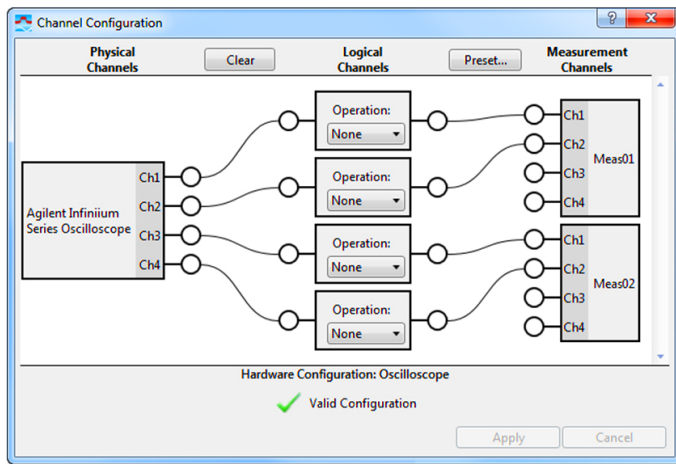 Channel Configuration
Physical
Channels
Clear
Logical
Channels
Preset...
Measurement
Channels
Agilent Infiniium
Series Oscilloscope
Ch1
Ch2
Ch3
Ch4
Operation:
None
Operation:
None
Operation:
None
Operation:
None
Ch1
Ch2
Ch3
Ch4
Meas01
Ch1
Ch2
Ch3
Ch4
Meas02
Hardware Configuration: Oscilloscope
Valid Configuration
Apply
Cancel